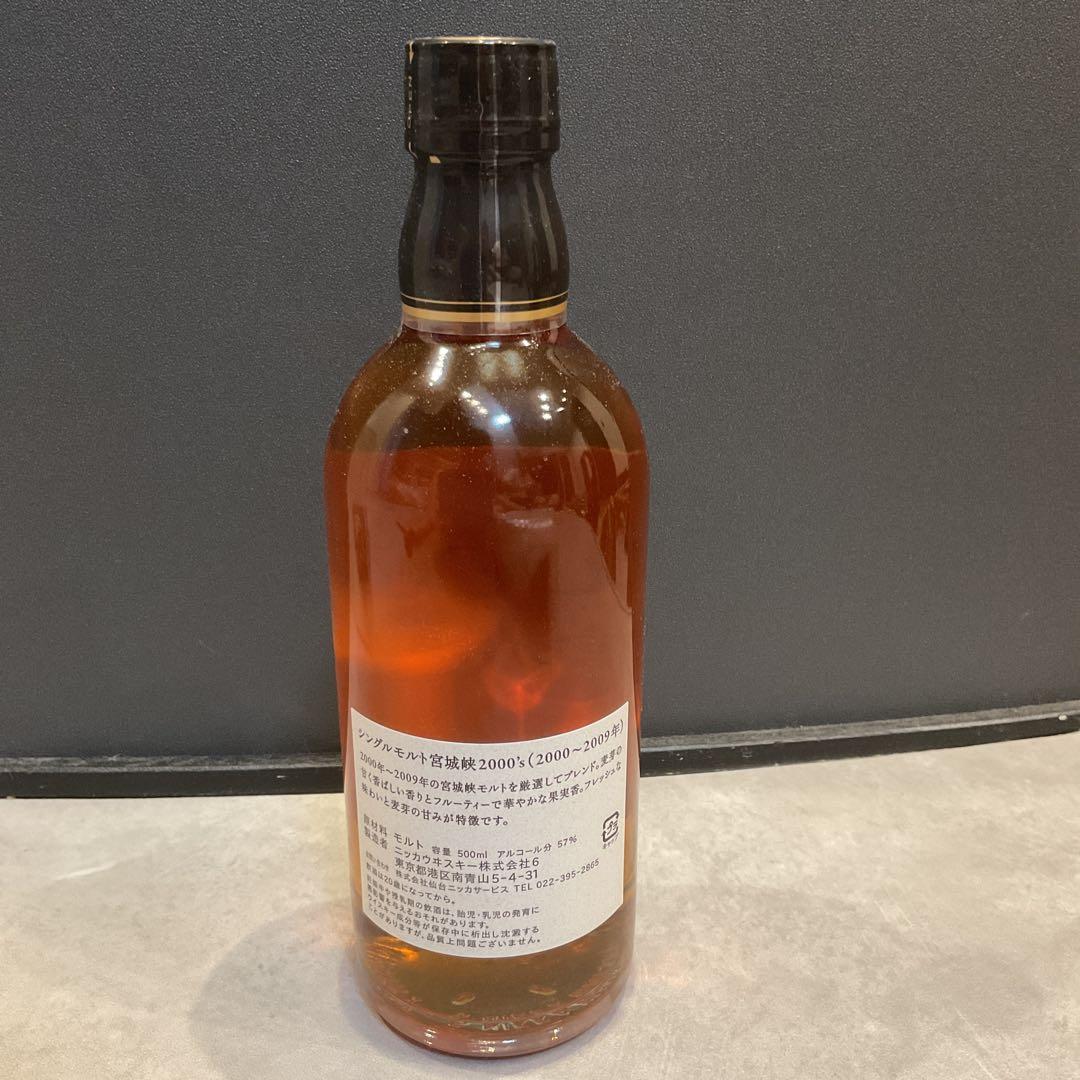 シングルモルト宮城峡2000's(2000～2009年)
2000年～2009年の宮城峡モルトを厳選してブレンド。麦芽の
甘く香ばしい香りとフルーティーで華やかな果実香。フレッシュな
味わいと麦芽の甘みが特徴です。
原材料 モルト 容量 500ml アルコール分 57%
製造者 ニッカウヰスキー株式会社6
東京都港区南青山5-4-31
お問い合わせ 株式会社仙台ニッカサービス TEL 022-395-2865
飲酒は20歳になってから。
妊娠中や授乳期の飲酒は、胎児・乳児の発育に
悪影響を与えるおそれがあります。
ウイスキー成分等が保存中に析出し沈澱する
ことがありますが、品質上問題ございません。